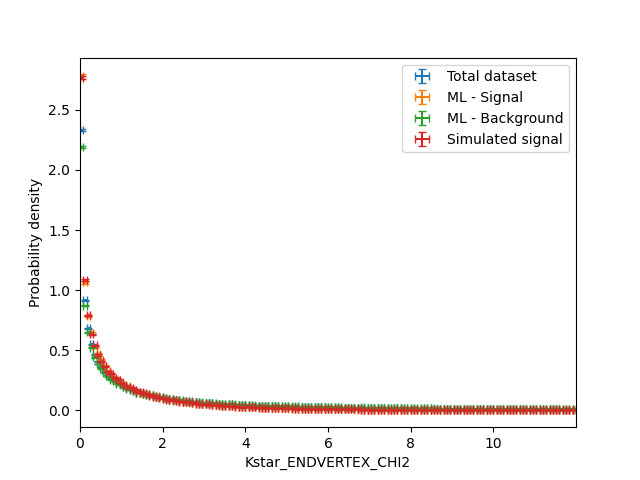 Total dataset
ML - Signal
ML - Background
Simulated signal
Probability density
2.5
2.0
1.5
1.0
0.5
0.0
0 2 4 6 8 10
Kstar_ENDVERTEX_CHI2